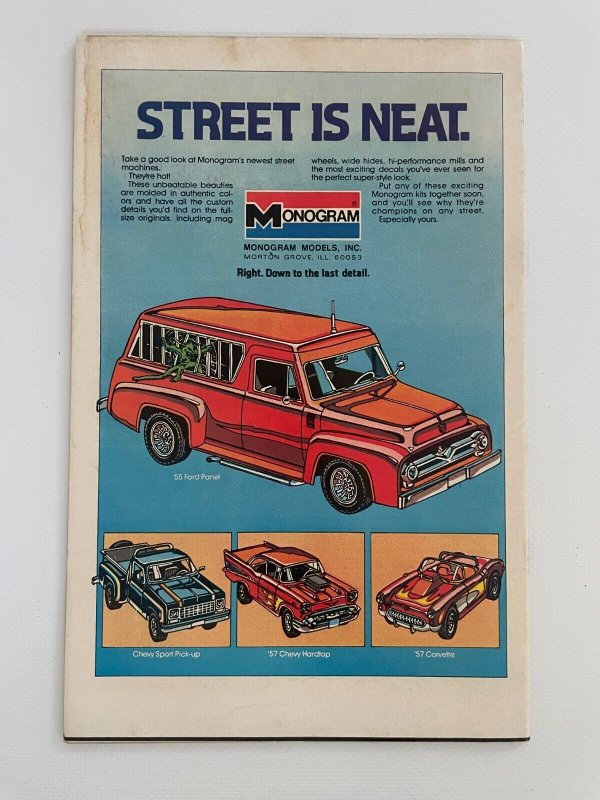 STREET IS NEAT.
Take a good look at Monogram's newest street
machines.
They're hot!
These unbeatable beauties
are molded in authentic col-
ors and have all the custom
details you'd find on the full-
size originals. Including mag
wheels, wide hides, hi-performance mills and
the most exciting decals you've ever seen for
the perfect super-style look.
Put any of these exciting
Monogram kits together soon,
and you'll see why they're
champions on any street.
Especially yours.
MONOGRAM ®
MONOGRAM MODELS, INC.
MORTON GROVE, ILL. 60053
Right. Down to the last detail.
'55 Ford Panel
Chevy Sport Pick-up
'57 Chevy Hardtop
'57 Corvette